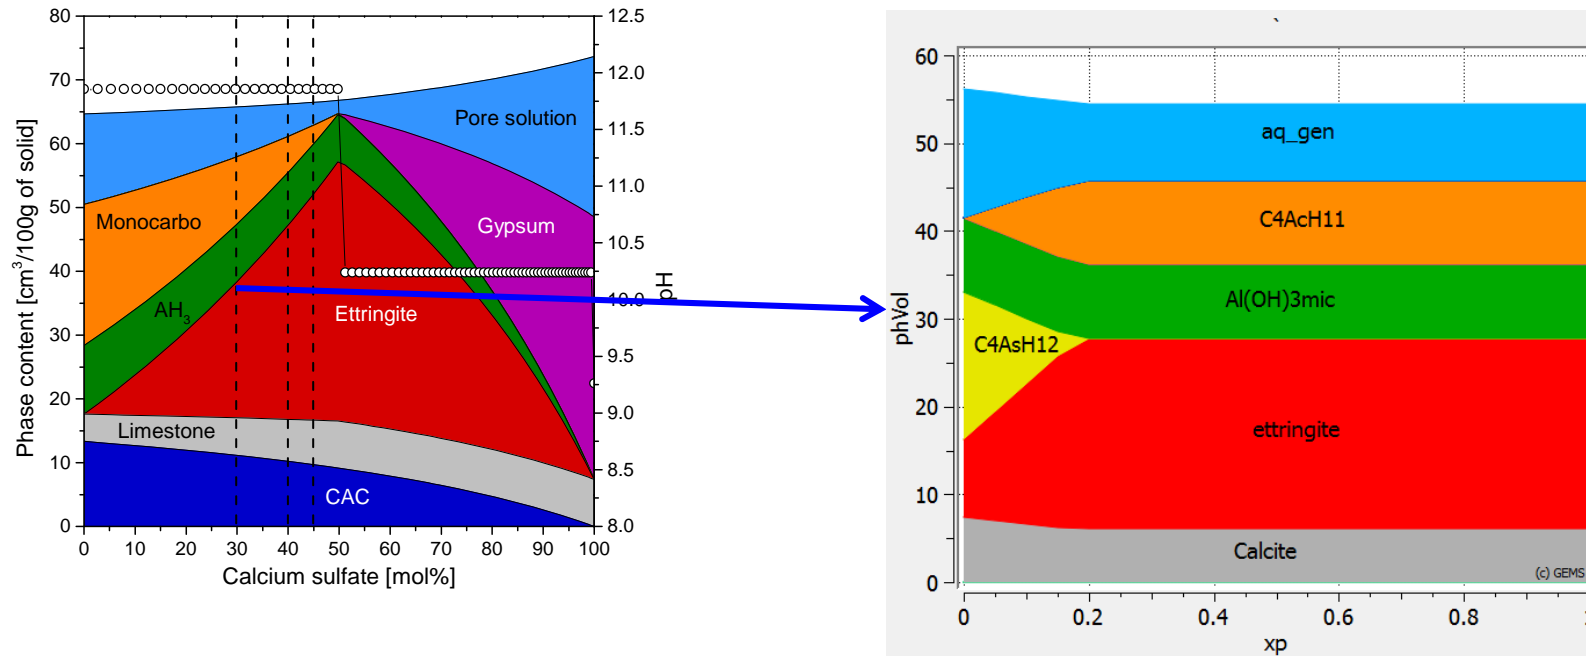 80
70
60
50
40
30
20
10
0
Phase content [cm³/100g of solid]
12.5
12.0
11.5
11.0
10.5
10.0
9.5
9.0
8.5
8.0
pH
0 10 20 30 40 50 60 70 80 90 100
Calcium sulfate [mol%]
Pore solution
Monocarbo
Gypsum
AH₃
Ettringite
Limestone
CAC
60
50
40
30
20
10
0
phVol
aq_gen
C4AcH11
Al(OH)3mic
C4AsH12
ettringite
Calcite
(c) GEMS
0 0.2 0.4 0.6 0.8
xp